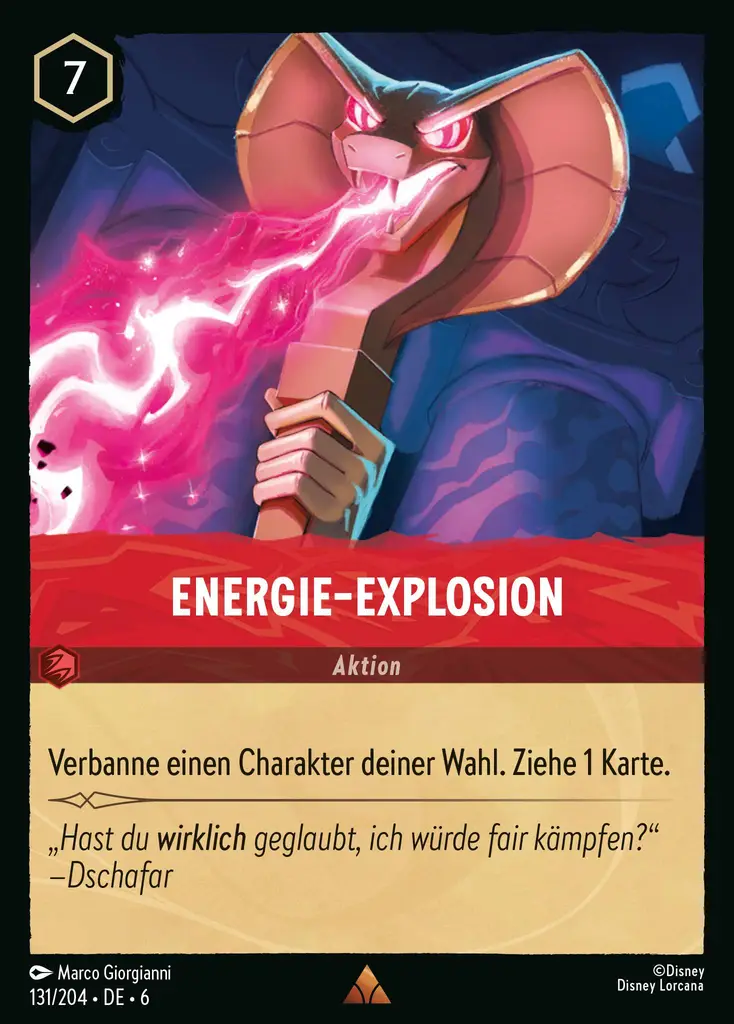 7
ENERGIE-EXPLOSION
Aktion
Verbanne einen Charakter deiner Wahl. Ziehe 1 Karte.
„Hast du wirklich geglaubt, ich würde fair kämpfen?“
–Dschafar
Marco Giorgianni
©Disney
131/204 • DE • 6
Disney Lorcana